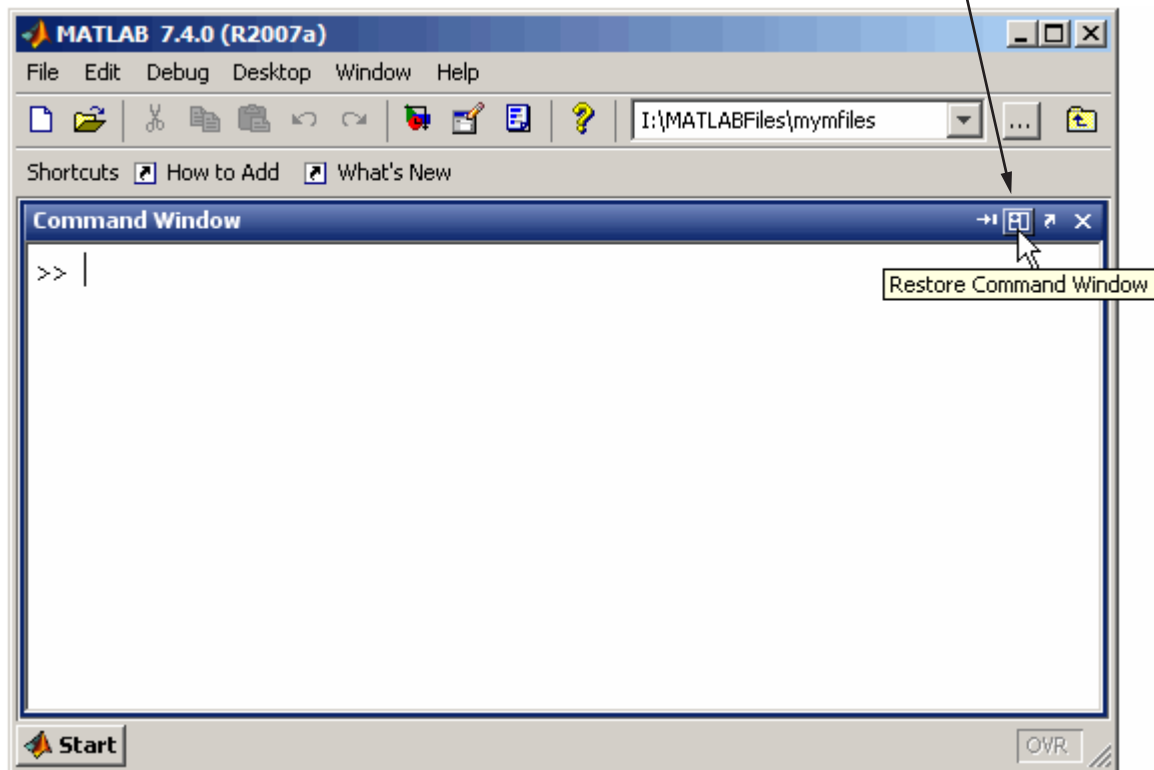 MATLAB 7.4.0 (R2007a)
File Edit Debug Desktop Window Help
I:\MATLABFiles\mymfiles ...
Shortcuts How to Add What's New
Command Window
>>
Restore Command Window
Start OVR